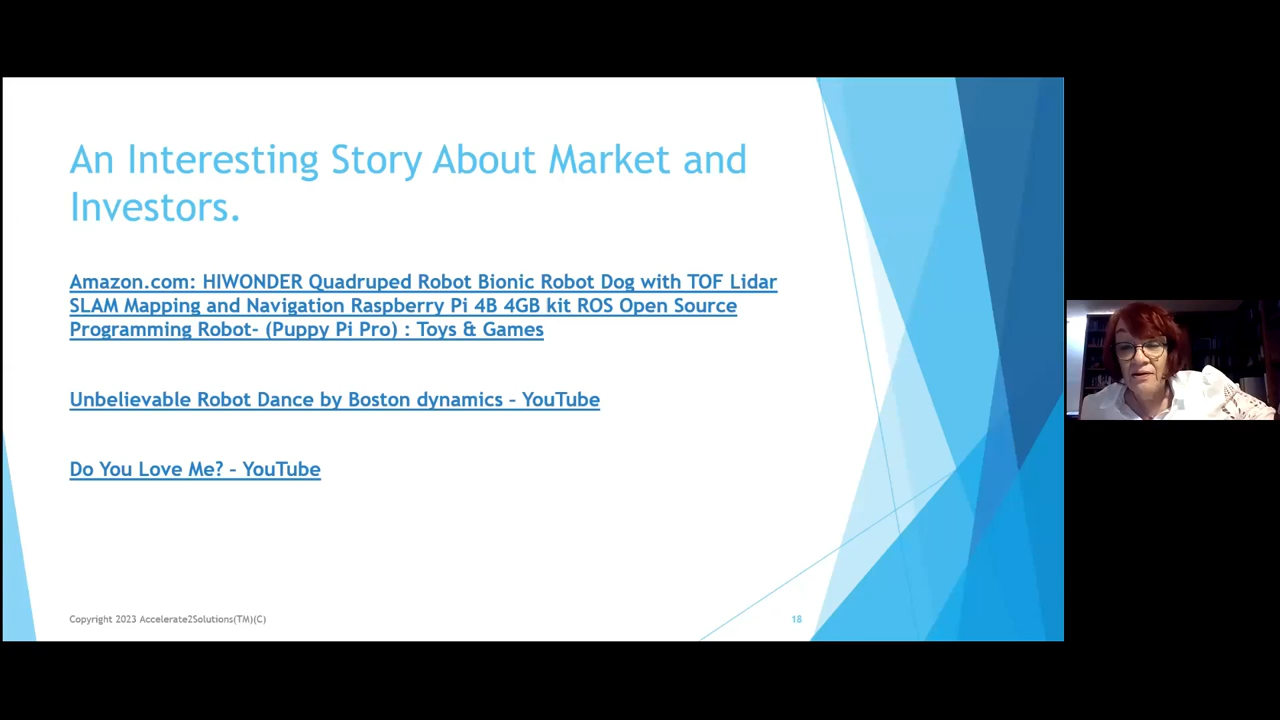 An Interesting Story About Market and
Investors.
Amazon.com: HIWONDER Quadruped Robot Bionic Robot Dog with TOF Lidar
SLAM Mapping and Navigation Raspberry Pi 4B 4GB kit ROS Open Source
Programming Robot- (Puppy Pi Pro) : Toys & Games
Unbelievable Robot Dance by Boston dynamics – YouTube
Do You Love Me? – YouTube
Copyright 2023 Accelerate2Solutions(TM)(C)
18